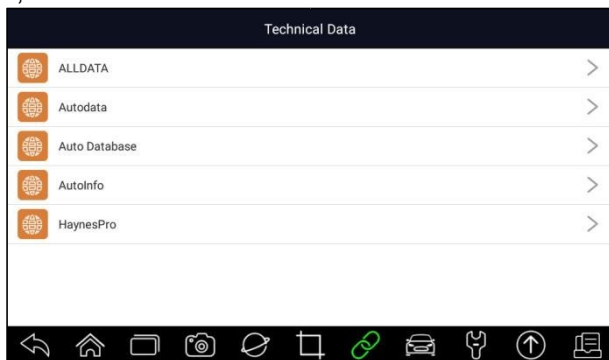 Technical Data
ALLDATA
Autodata
Auto Database
AutoInfo
HaynesPro